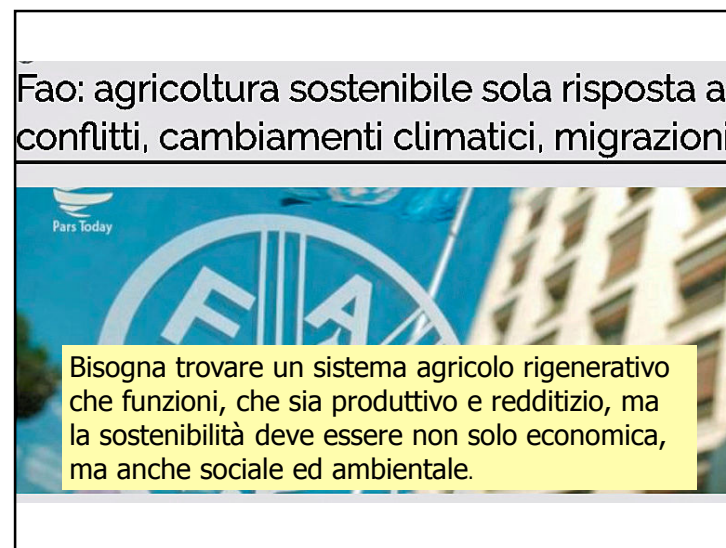 Fao: agricoltura sostenibile sola risposta a
conflitti, cambiamenti climatici, migrazioni
Pars Today
FA
Bisogna trovare un sistema agricolo rigenerativo
che funzioni, che sia produttivo e redditizio, ma
la sostenibilità deve essere non solo economica,
ma anche sociale ed ambientale.